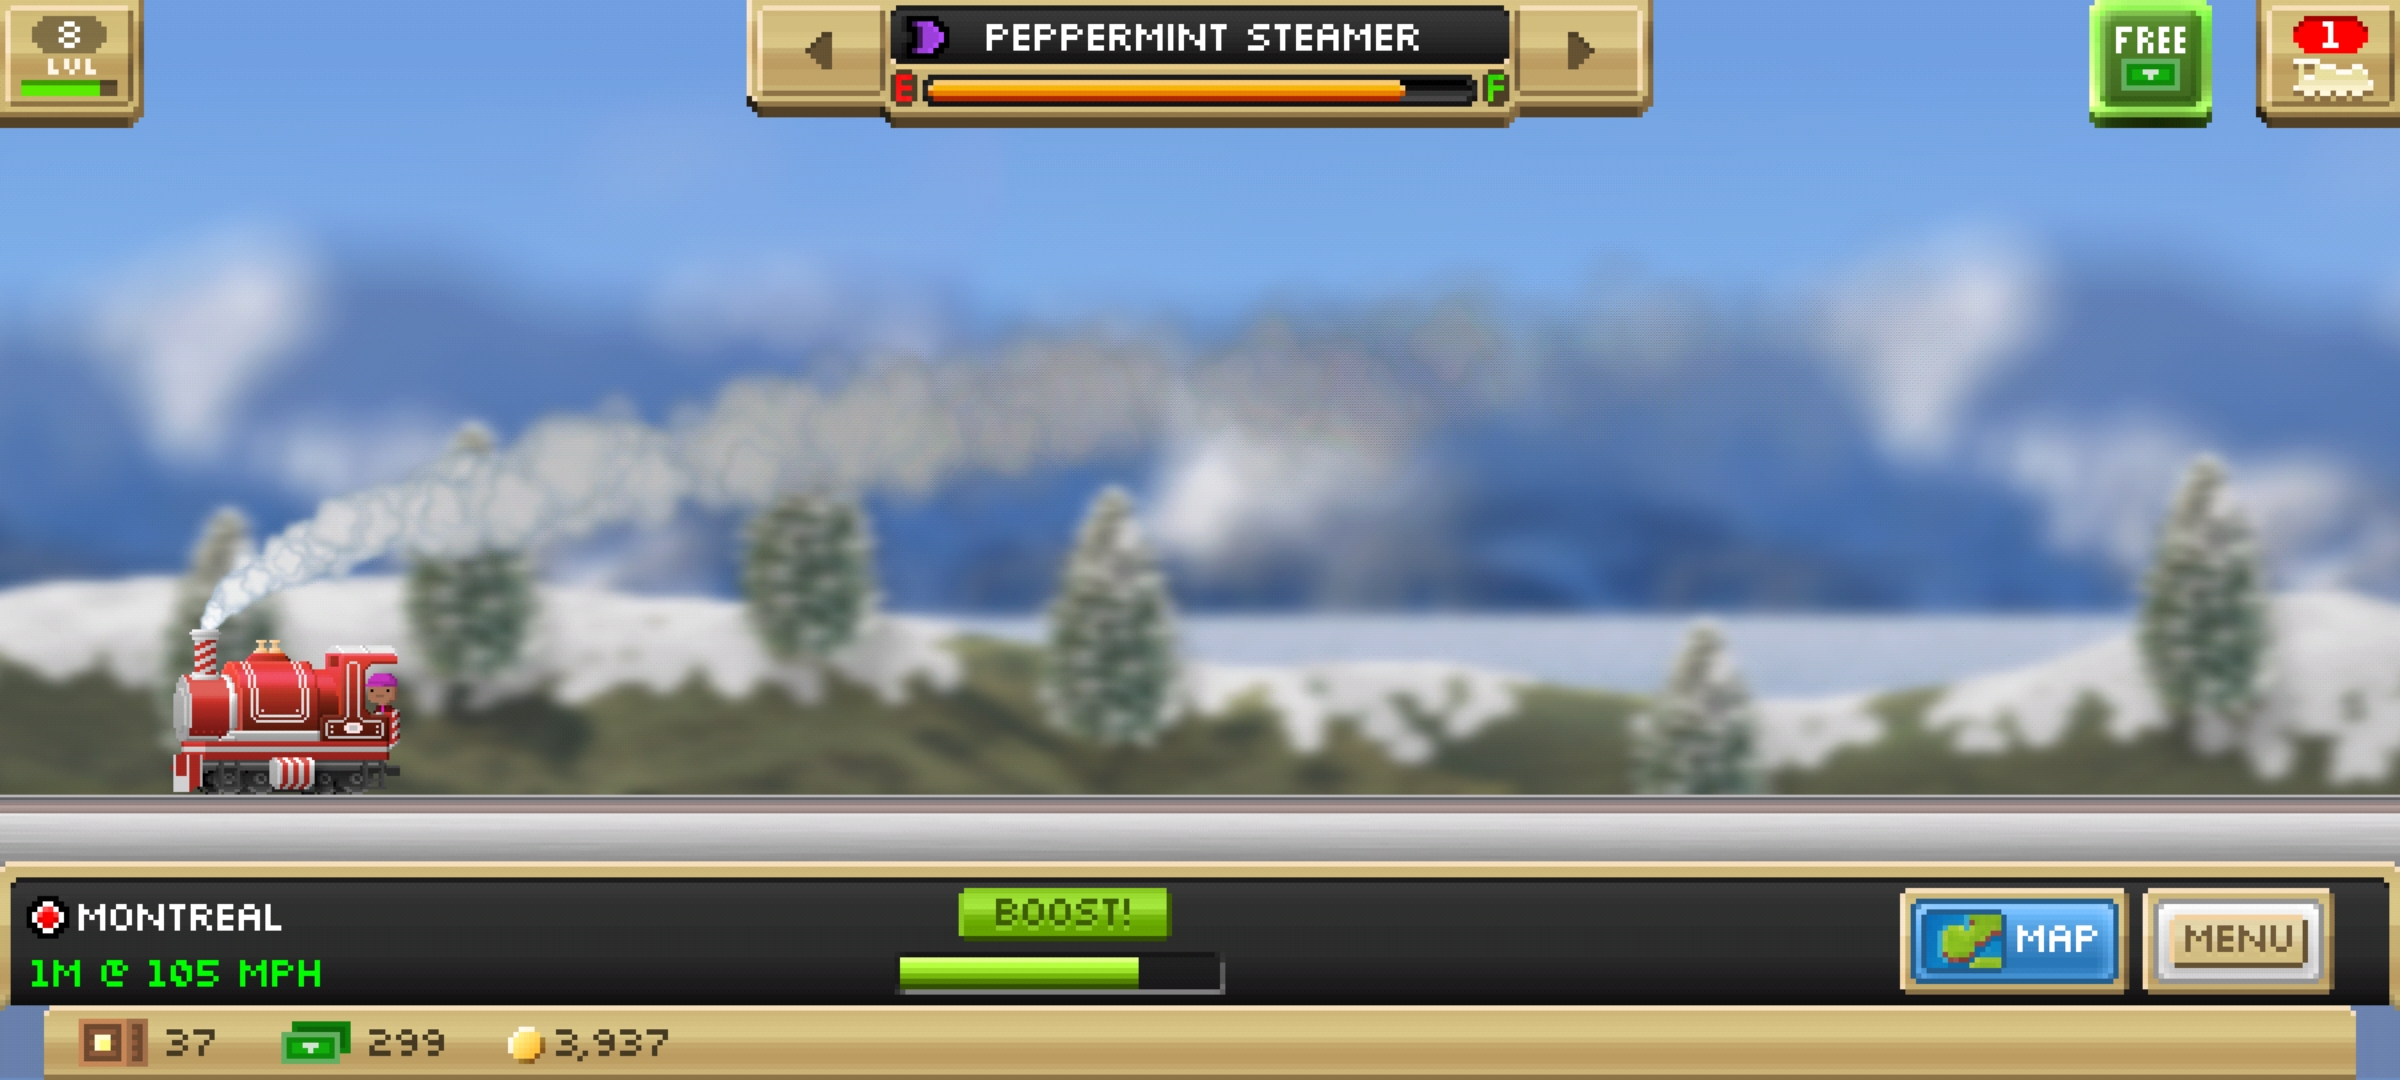 8
LVL
PEPPERMINT STEAMER
E F
FREE
1
MONTREAL
1M @ 105 MPH
BOOST!
MAP
MENU
37
299
3,937